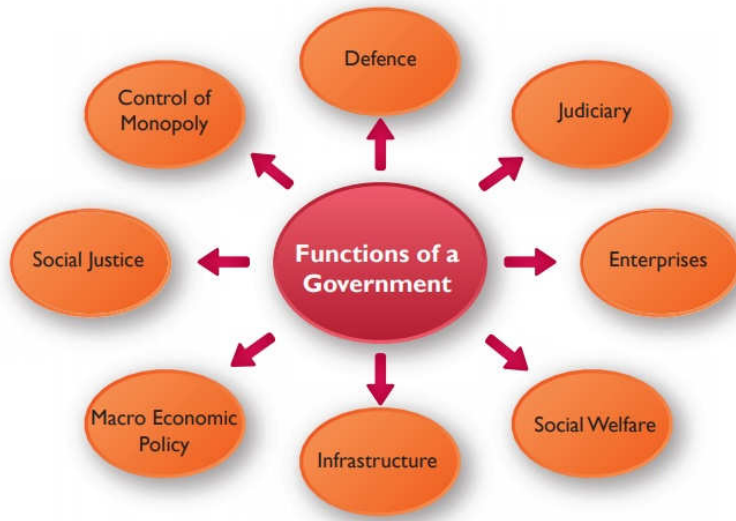 Defence
Control of
Monopoly
Judiciary
Social Justice
Functions of a
Government
Enterprises
Macro Economic
Policy
Infrastructure
Social Welfare